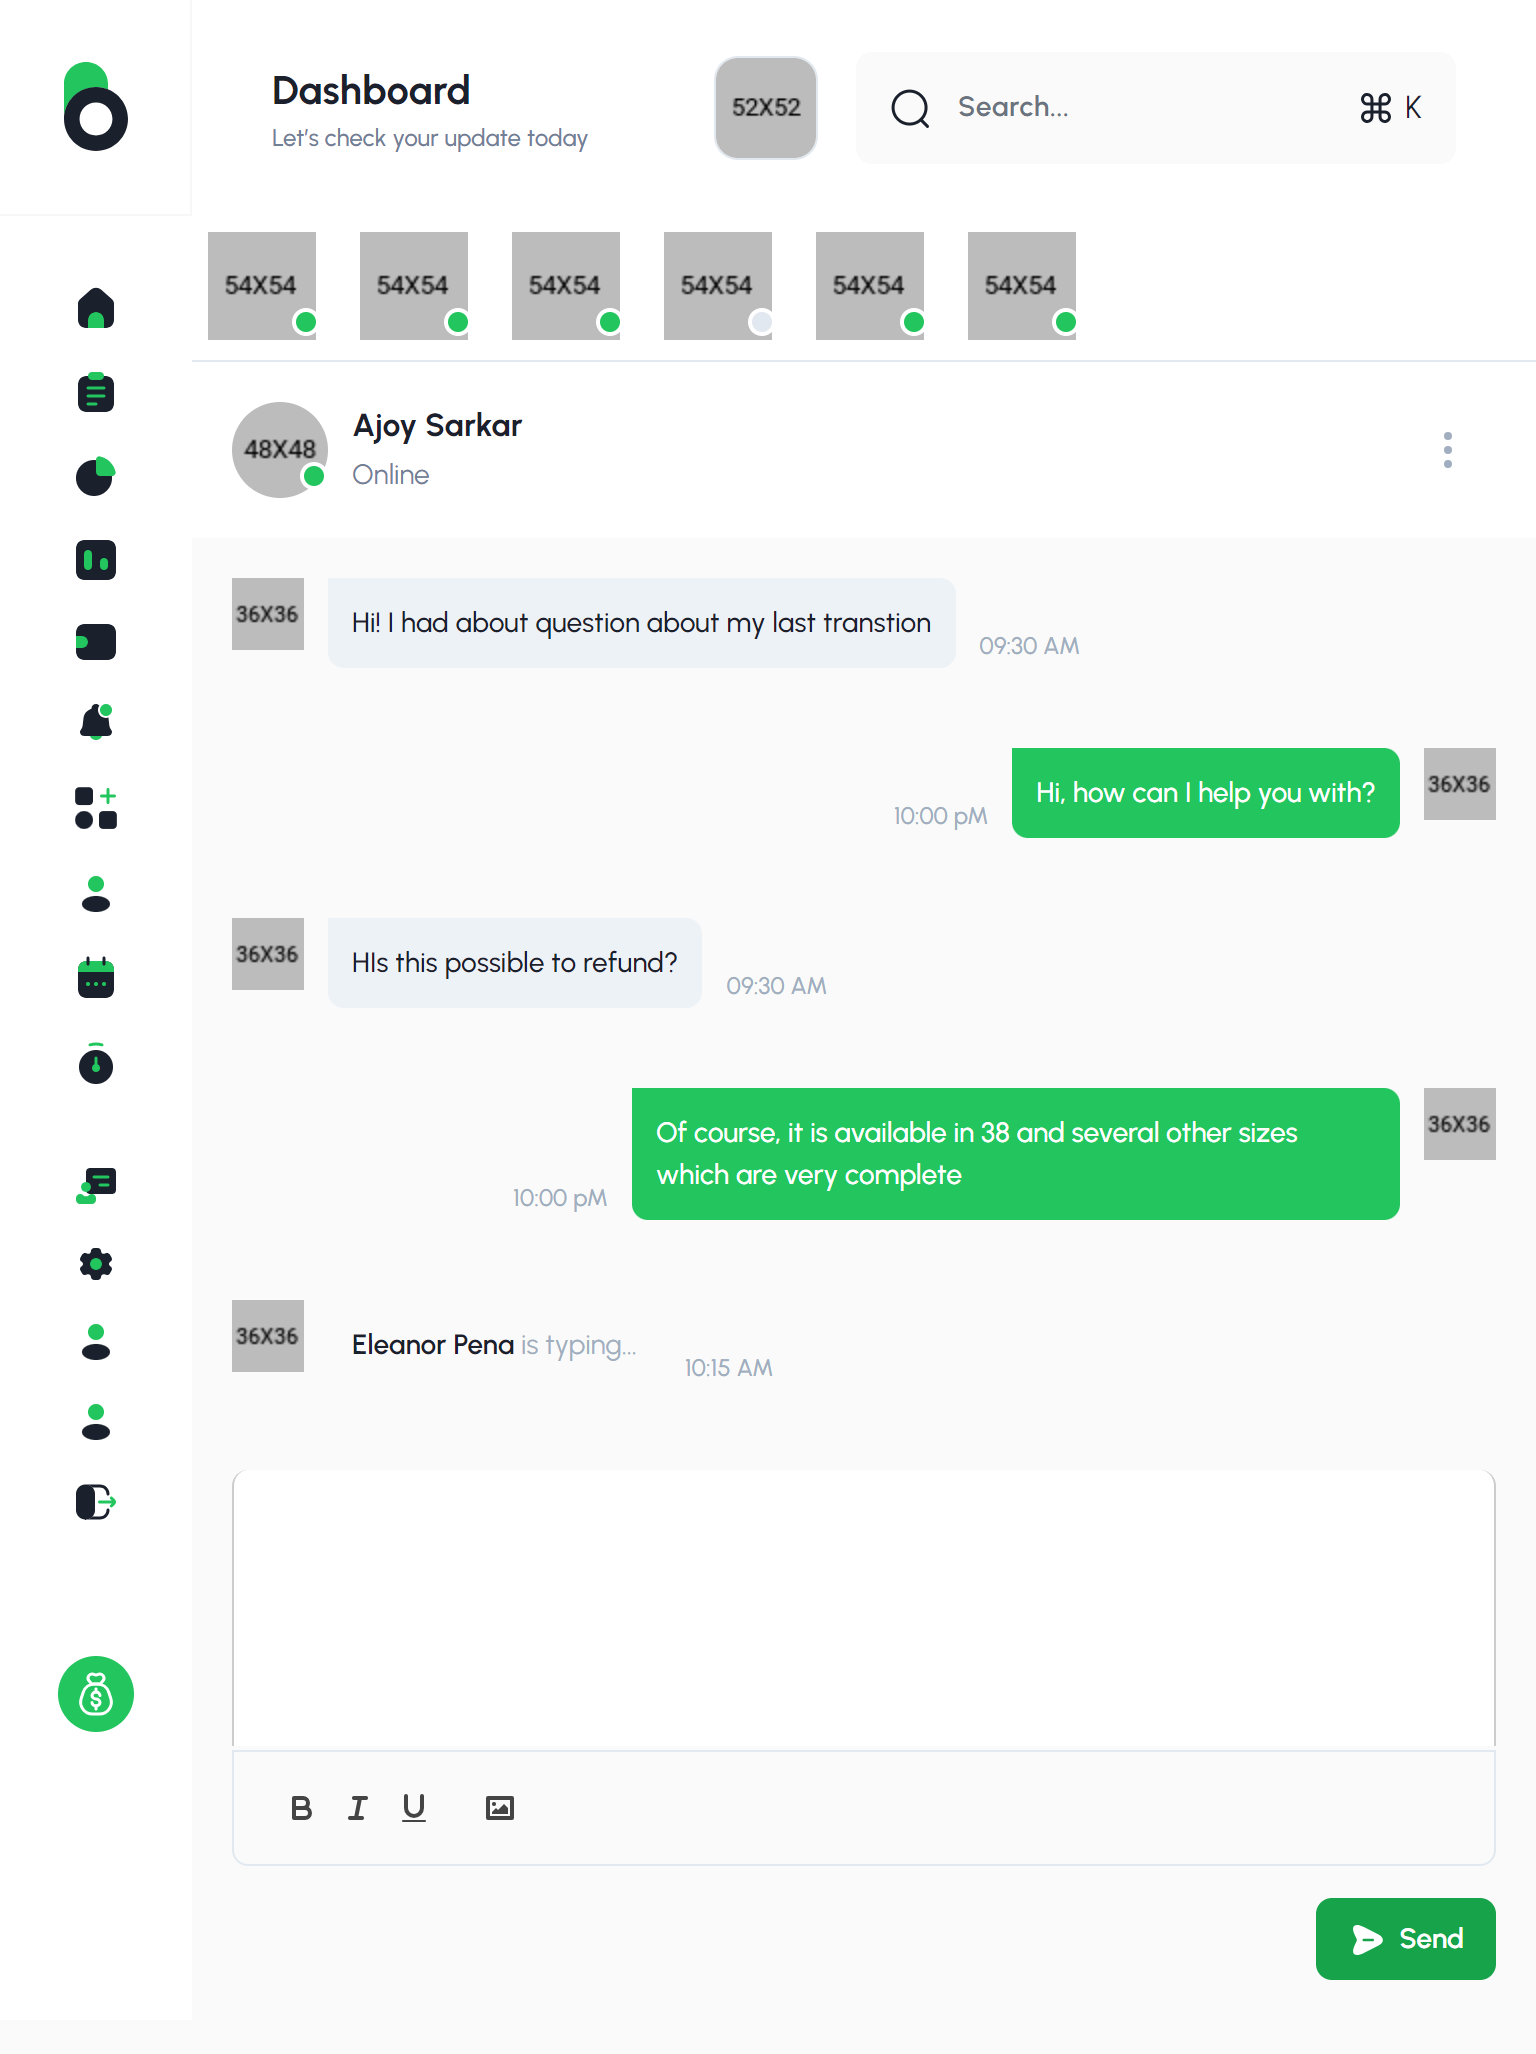 Dashboard
Let's check your update today
52X52
Search...
⌘ K
54X54
54X54
54X54
54X54
54X54
54X54
48X48
Ajoy Sarkar
Online
36X36
Hi! I had about question about my last transtion
09:30 AM
10:00 pM
Hi, how can I help you with?
36X36
36X36
HIs this possible to refund?
09:30 AM
Of course, it is available in 38 and several other sizes
which are very complete
10:00 pM
36X36
36X36
Eleanor Pena is typing...
10:15 AM
B I U
Send